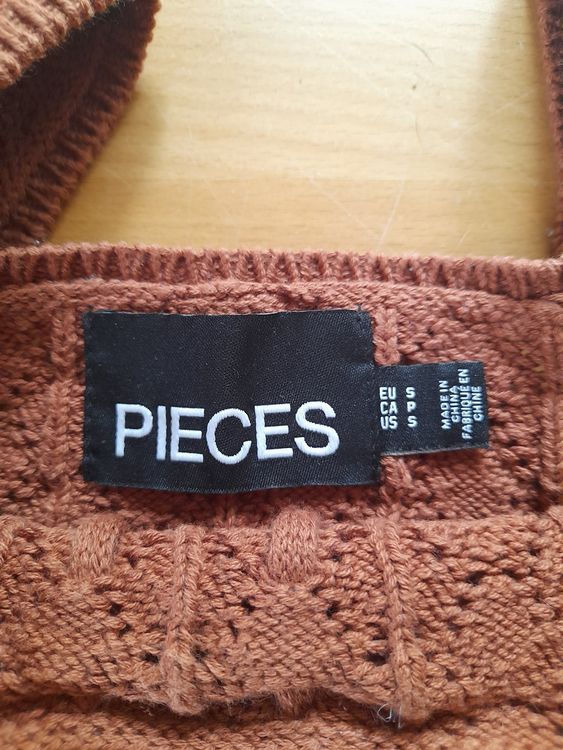 PIECES
EU S
CA P
US S
MADE IN
CHINA
FABRIQUÉ EN
CHINE